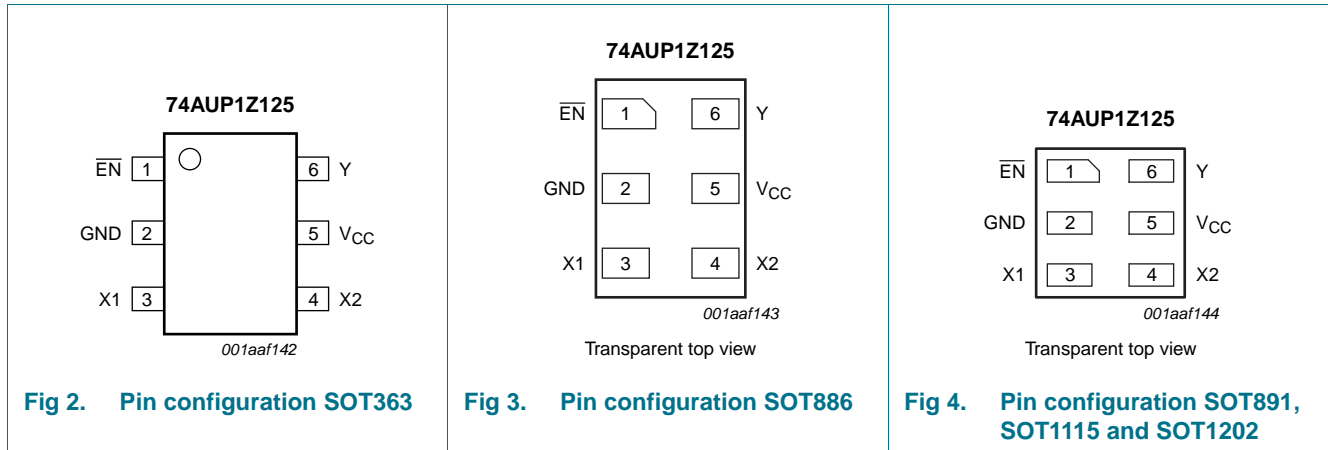 74AUP1Z125
EN 1 6 Y
GND 2 5 VCC
X1 3 4 X2
001aaf142
Fig 2. Pin configuration SOT363
74AUP1Z125
EN 1 6 Y
GND 2 5 VCC
X1 3 4 X2
001aaf143
Transparent top view
Fig 3. Pin configuration SOT886
74AUP1Z125
EN 1 6 Y
GND 2 5 VCC
X1 3 4 X2
001aaf144
Transparent top view
Fig 4. Pin configuration SOT891,
SOT1115 and SOT1202